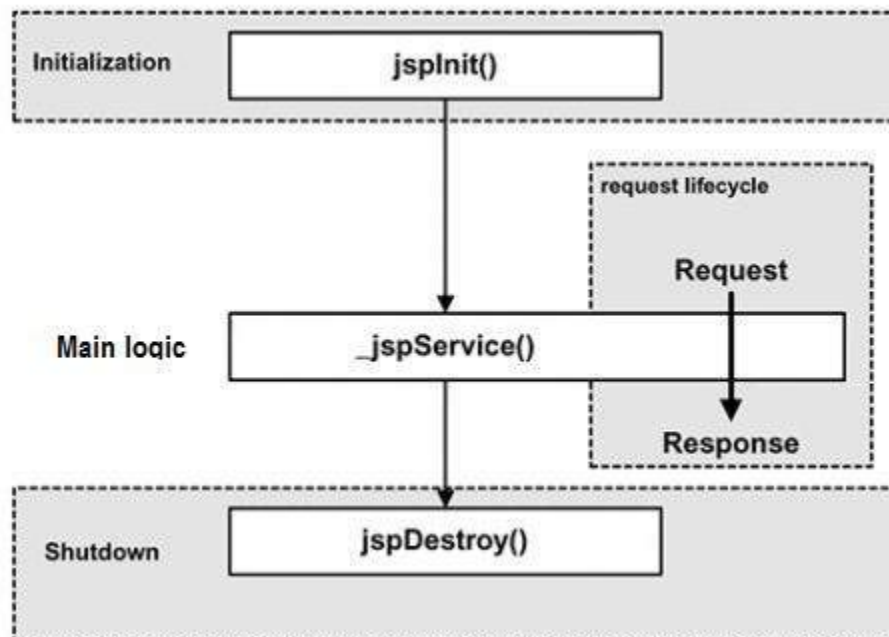 Initialization
jspInit()
request lifecycle
Request
Main logic
_jspService()
Response
jspDestroy()
Shutdown